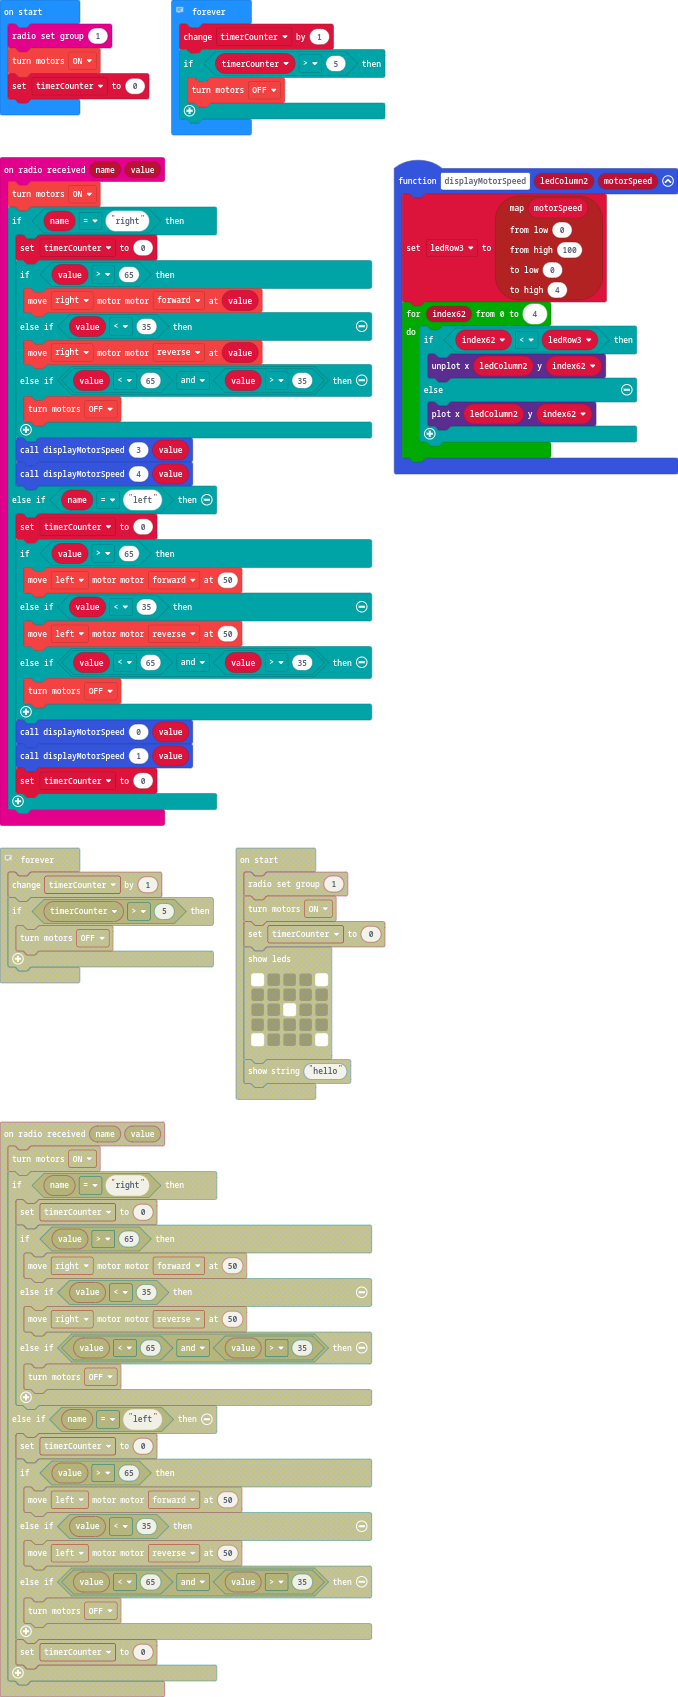 on start
radio set group 1
turn motors ON
set timerCounter to 0
forever
change timerCounter by 1
if timerCounter > 5 then
turn motors OFF
on radio received name value
turn motors ON
if name = "right" then
set timerCounter to 0
if value > 65 then
move right motor motor forward at value
else if value < 35 then
move right motor motor reverse at value
else if value < 65 and value > 35 then
turn motors OFF
call displayMotorSpeed 3 value
call displayMotorSpeed 4 value
else if name = "left" then
set timerCounter to 0
if value > 65 then
move left motor motor forward at 50
else if value < 35 then
move left motor motor reverse at 50
else if value < 65 and value > 35 then
turn motors OFF
call displayMotorSpeed 0 value
call displayMotorSpeed 1 value
set timerCounter to 0
function displayMotorSpeed ledColumn2 motorSpeed
set ledRow3 to
map motorSpeed
from low 0
from high 100
to low 0
to high 4
for index62 from 0 to 4
do
if index62 < ledRow3 then
unplot x ledColumn2 y index62
else
plot x ledColumn2 y index62
forever
change timerCounter by 1
if timerCounter > 5 then
turn motors OFF
on start
radio set group 1
turn motors ON
set timerCounter to 0
show leds
show string "hello"
on radio received name value
turn motors ON
if name = "right" then
set timerCounter to 0
if value > 65 then
move right motor motor forward at 50
else if value < 35 then
move right motor motor reverse at 50
else if value < 65 and value > 35 then
turn motors OFF
else if name = "left" then
set timerCounter to 0
if value > 65 then
move left motor motor forward at 50
else if value < 35 then
move left motor motor reverse at 50
else if value < 65 and value > 35 then
turn motors OFF
set timerCounter to 0